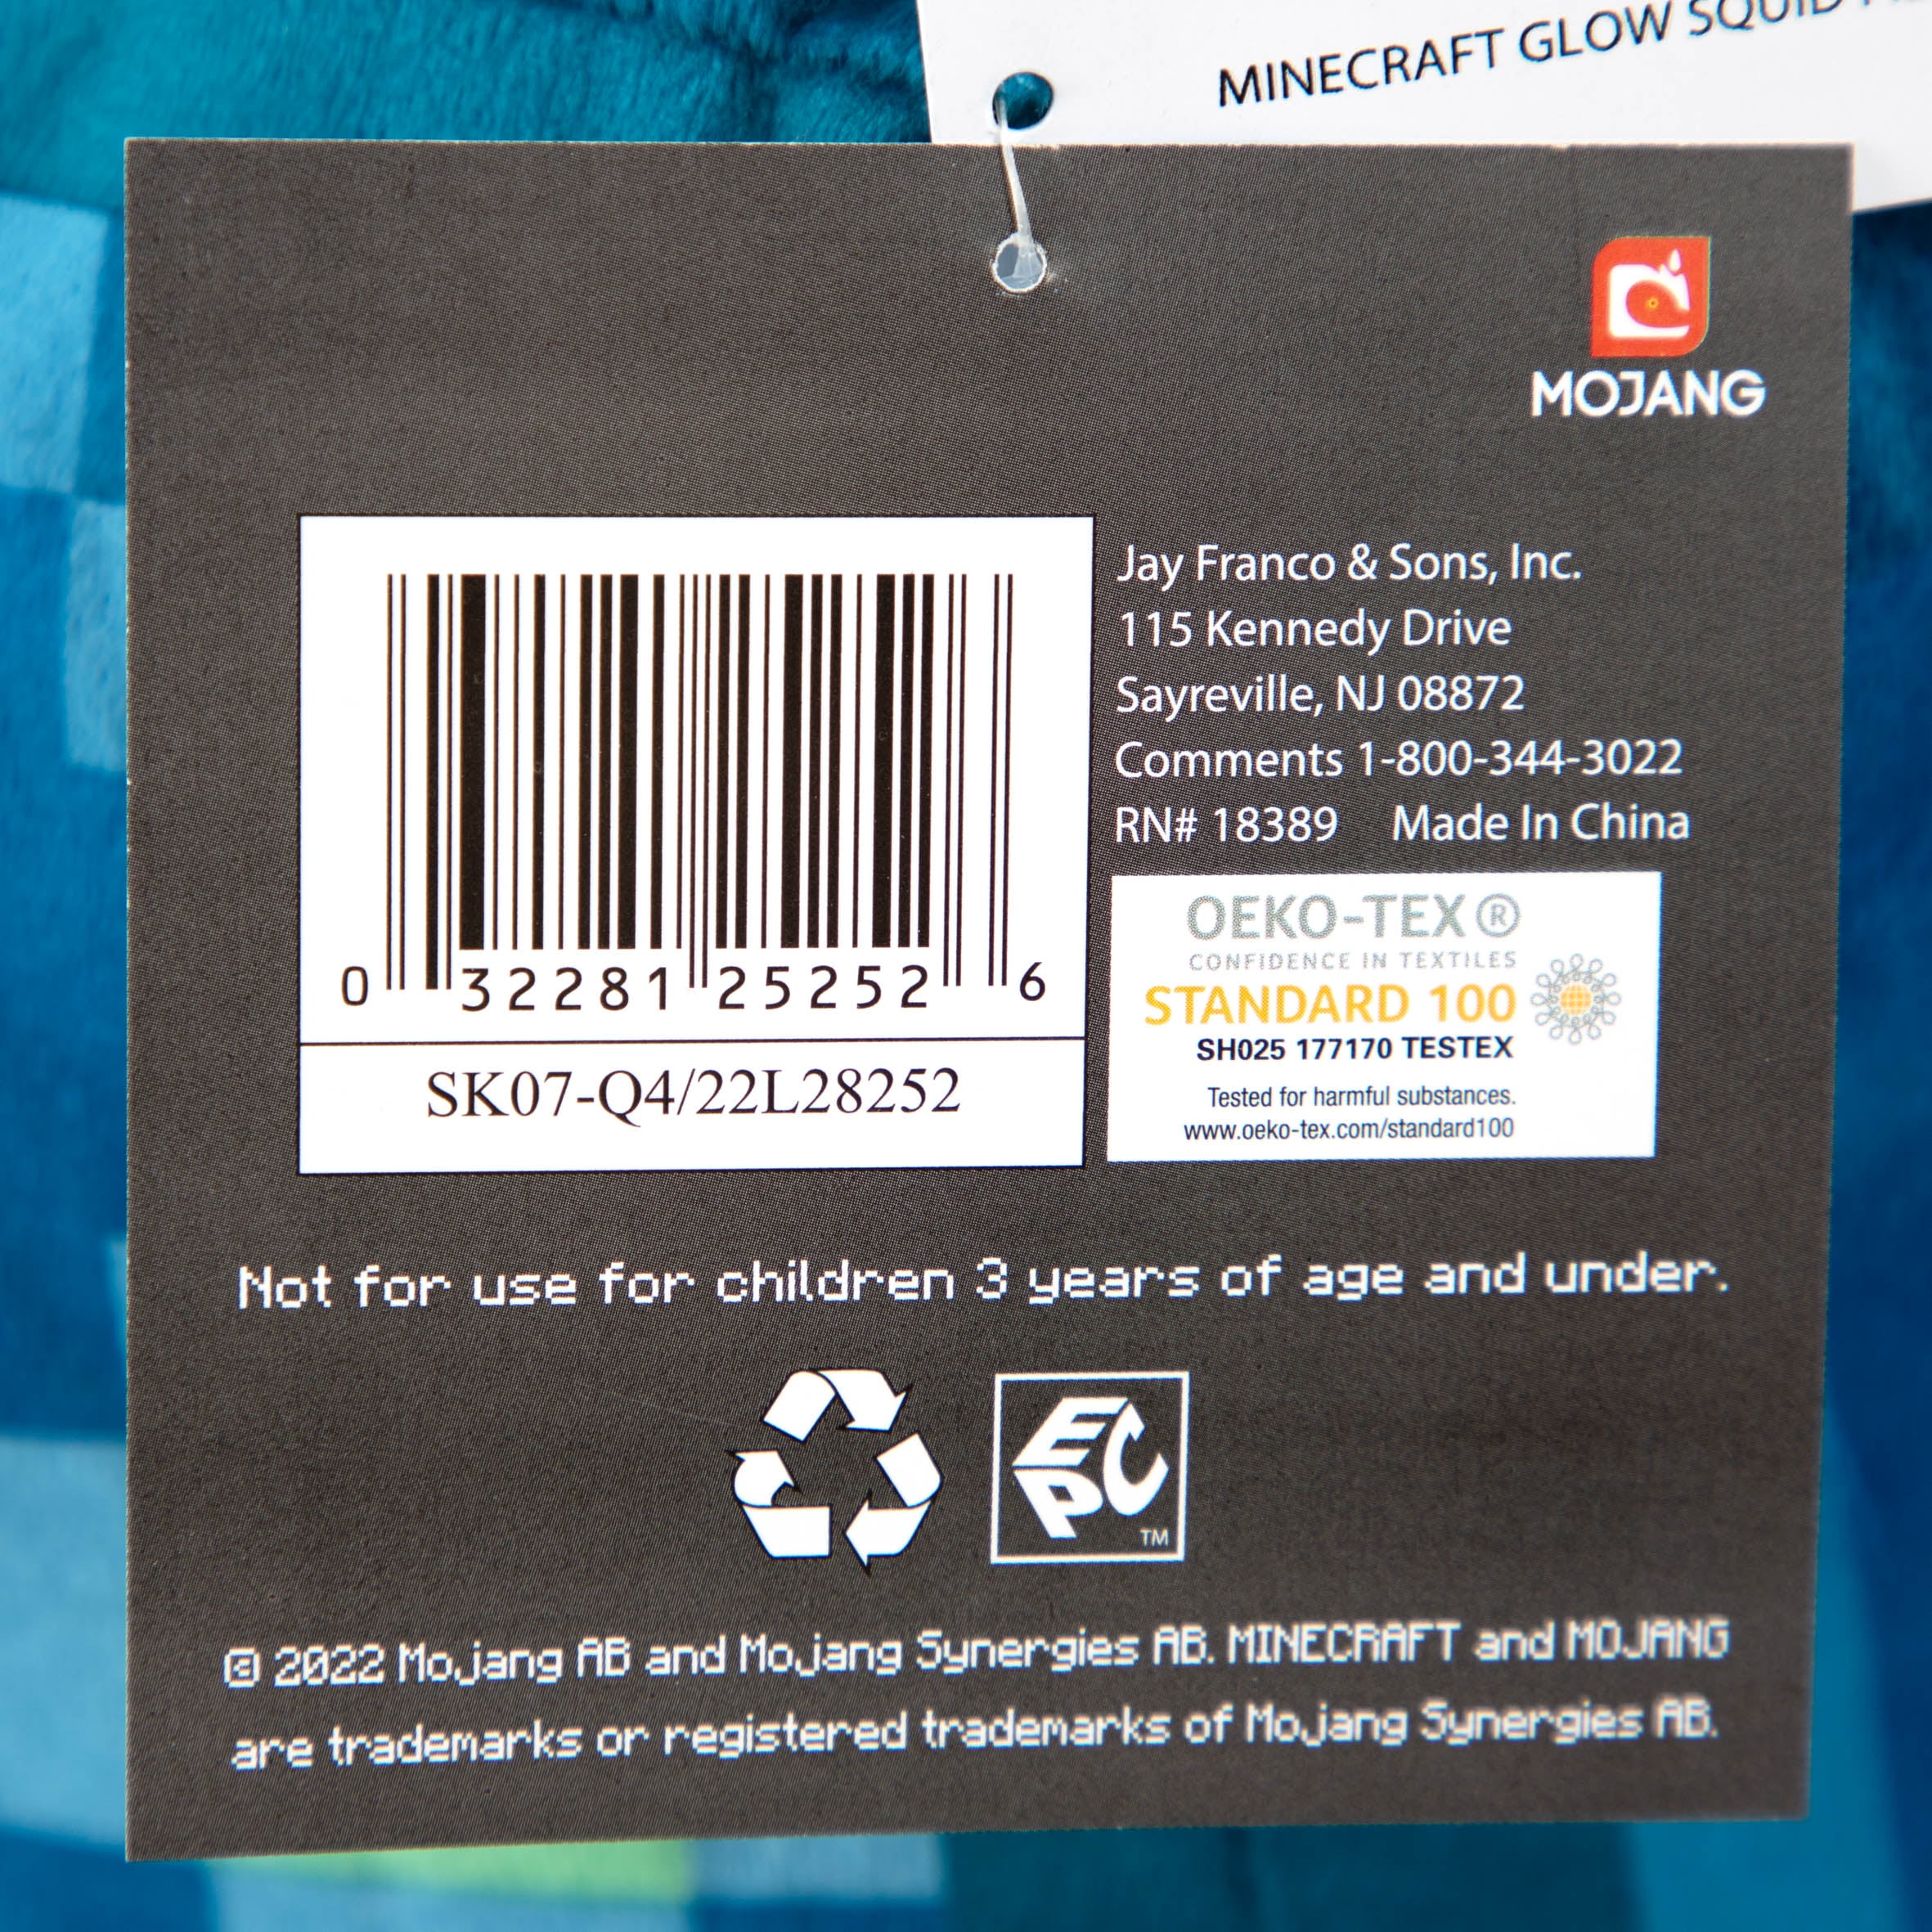 MINECRAFT GLOW SQUID
MOJANG
Jay Franco & Sons, Inc.
115 Kennedy Drive
Sayreville, NJ 08872
Comments 1-800-344-3022
RN# 18389 Made In China
0 32281 25252 6
SK07-Q4/22L28252
OEKO-TEX®
CONFIDENCE IN TEXTILES
STANDARD 100
SH025 177170 TESTEX
Tested for harmful substances.
www.oeko-tex.com/standard100
Not for use for children 3 years of age and under.
EPC TM
© 2022 Mojang AB and Mojang Synergies AB. MINECRAFT and MOJANG
are trademarks or registered trademarks of Mojang Synergies AB.